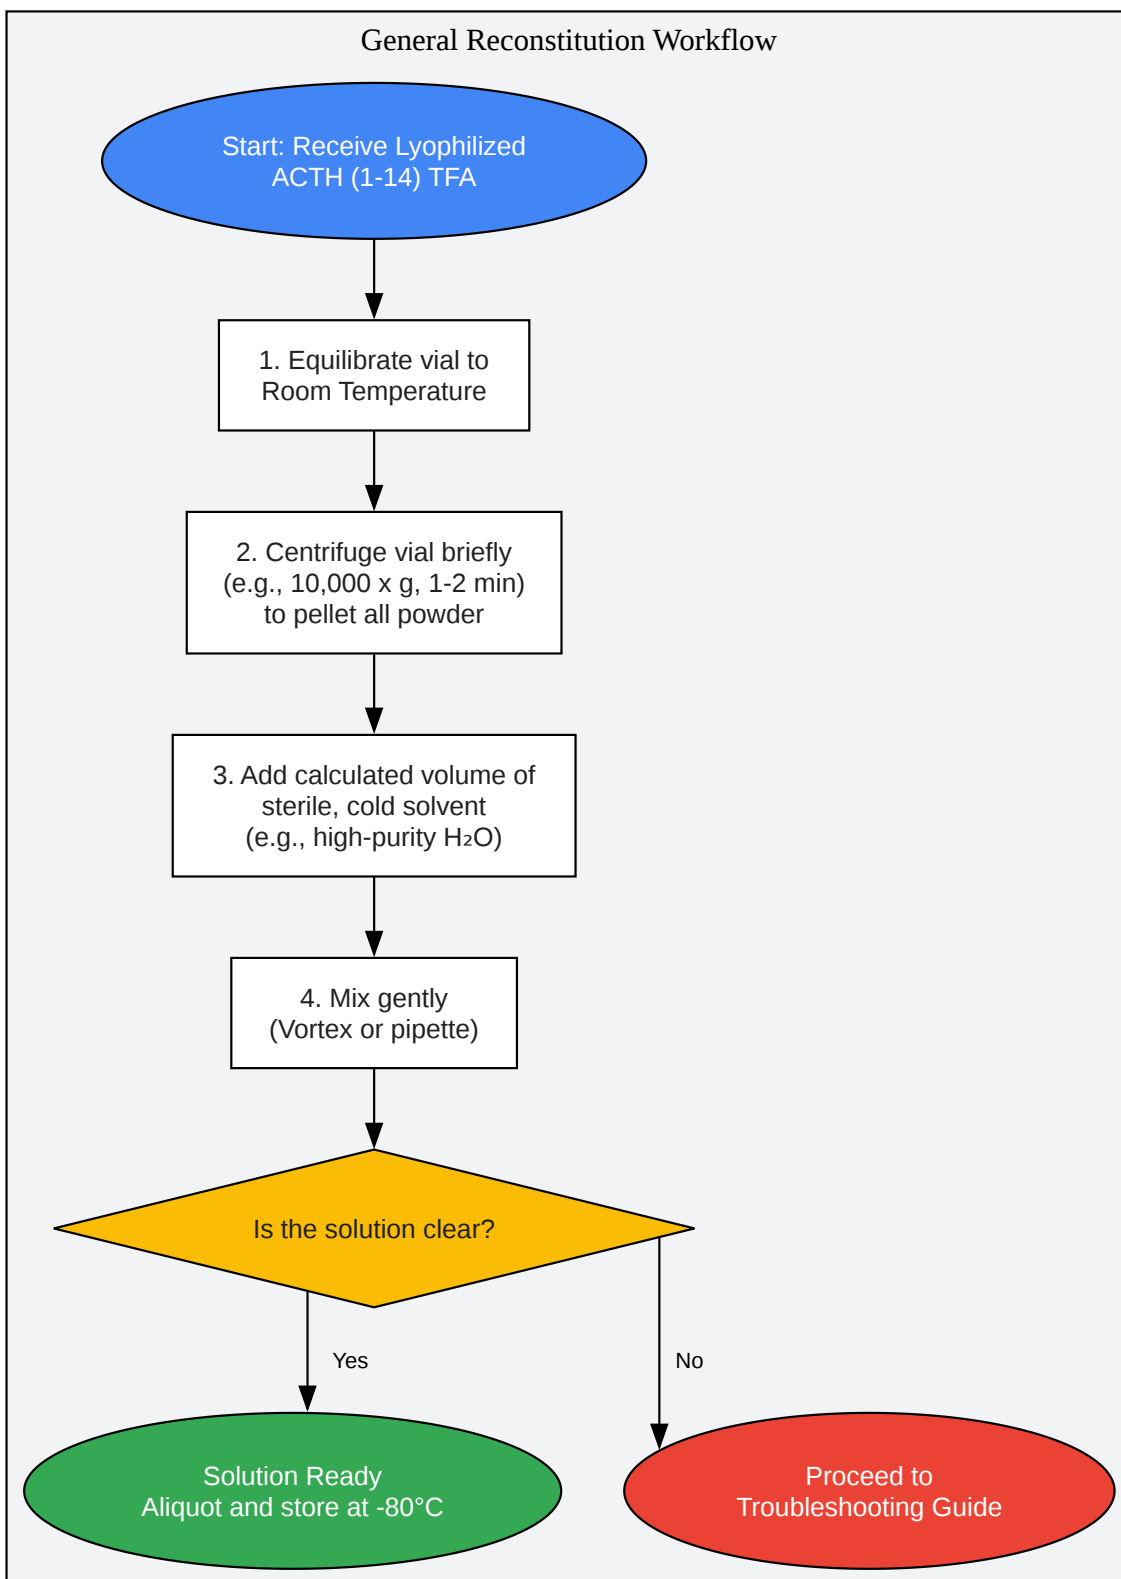 General Reconstitution Workflow
Start: Receive Lyophilized
ACTH (1-14) TFA
1. Equilibrate vial to
Room Temperature
2. Centrifuge vial briefly
(e.g., 10,000 x g, 1-2 min)
to pellet all powder
3. Add calculated volume of
sterile, cold solvent
(e.g., high-purity H₂O)
4. Mix gently
(Vortex or pipette)
Is the solution clear?
Yes
No
Solution Ready
Aliquot and store at -80°C
Proceed to
Troubleshooting Guide